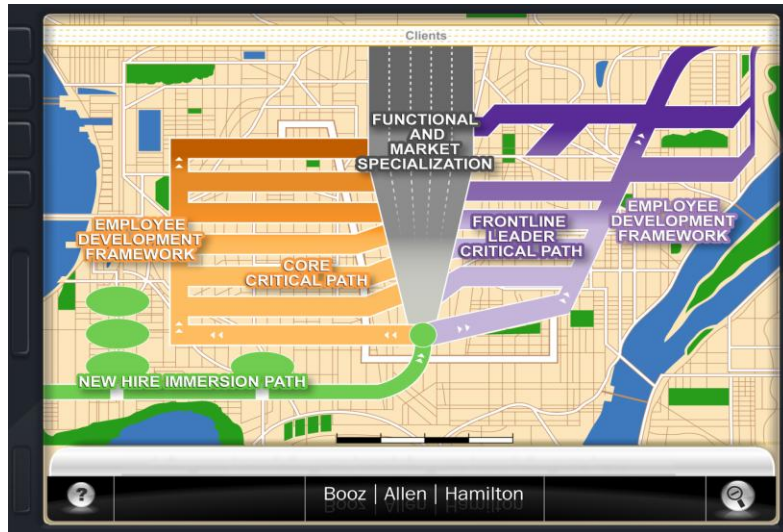 Clients
FUNCTIONAL
AND
MARKET
SPECIALIZATION
EMPLOYEE
DEVELOPMENT
FRAMEWORK
CORE
CRITICAL PATH
FRONTLINE
LEADER
CRITICAL PATH
EMPLOYEE
DEVELOPMENT
FRAMEWORK
NEW HIRE IMMERSION PATH
?
Booz | Allen | Hamilton